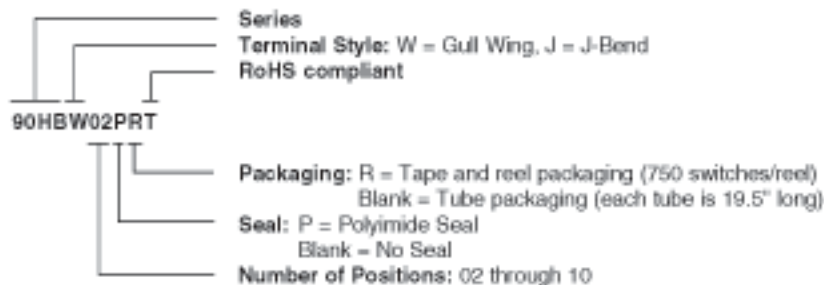 Series
Terminal Style: W = Gull Wing, J = J-Bend
RoHS compliant
90HBW02PRT
Packaging: R = Tape and reel packaging (750 switches/reel)
Blank = Tube packaging (each tube is 19.5" long)
Seal: P = Polyimide Seal
Blank = No Seal
Number of Positions: 02 through 10